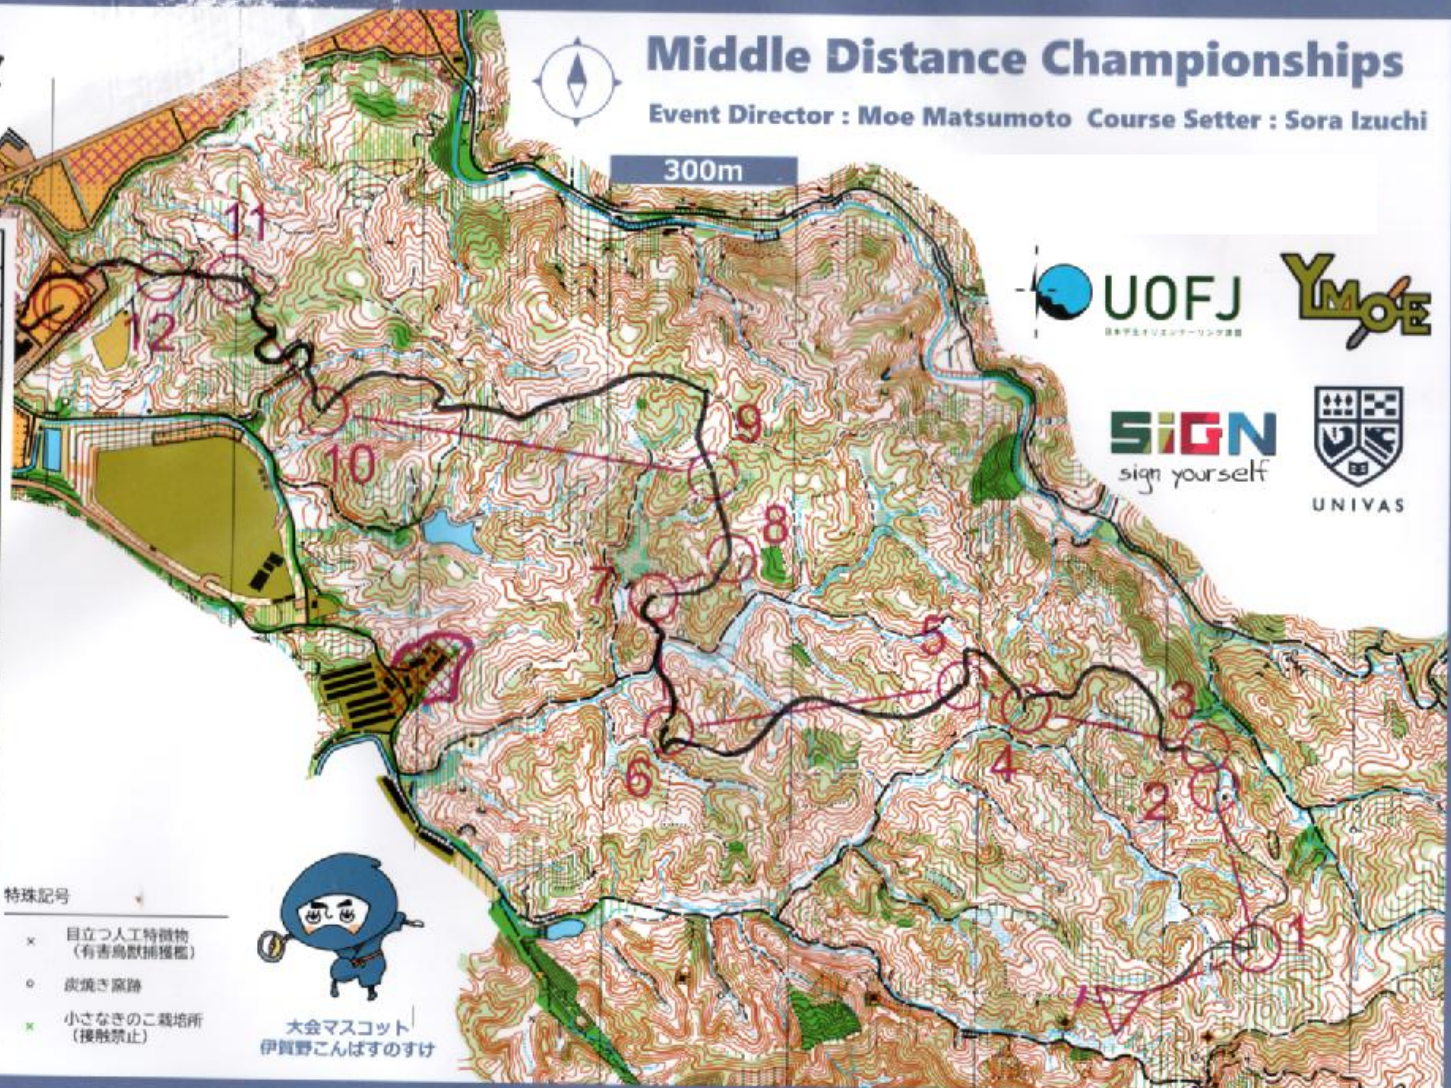 Middle Distance Championships
Event Director : Moe Matsumoto Course Setter : Sora Izuchi
300m
11
12
UOFJ
日本学生オリエンテーリング連盟
YMOE
SiGN
sign yourself
UNIVAS
9
10
8
7
5
3
4
6
2
1
特珠記号
× 目立つ人工特徴物
(有害鳥獣捕獲檻)
○ 炭焼き窯跡
× 小さなきのこ栽培所
(接触禁止)
大会マスコット
伊賀野こんぱすのすけ